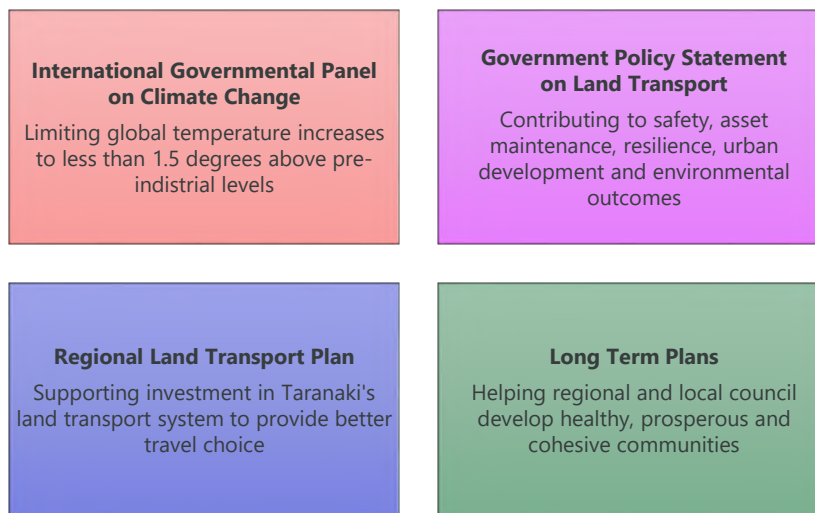 International Governmental Panel
on Climate Change
Limiting global temperature increases
to less than 1.5 degrees above pre-
indistrial levels
Government Policy Statement
on Land Transport
Contributing to safety, asset
maintenance, resilience, urban
development and environmental
outcomes
Regional Land Transport Plan
Supporting investment in Taranaki's
land transport system to provide better
travel choice
Long Term Plans
Helping regional and local council
develop healthy, prosperous and
cohesive communities